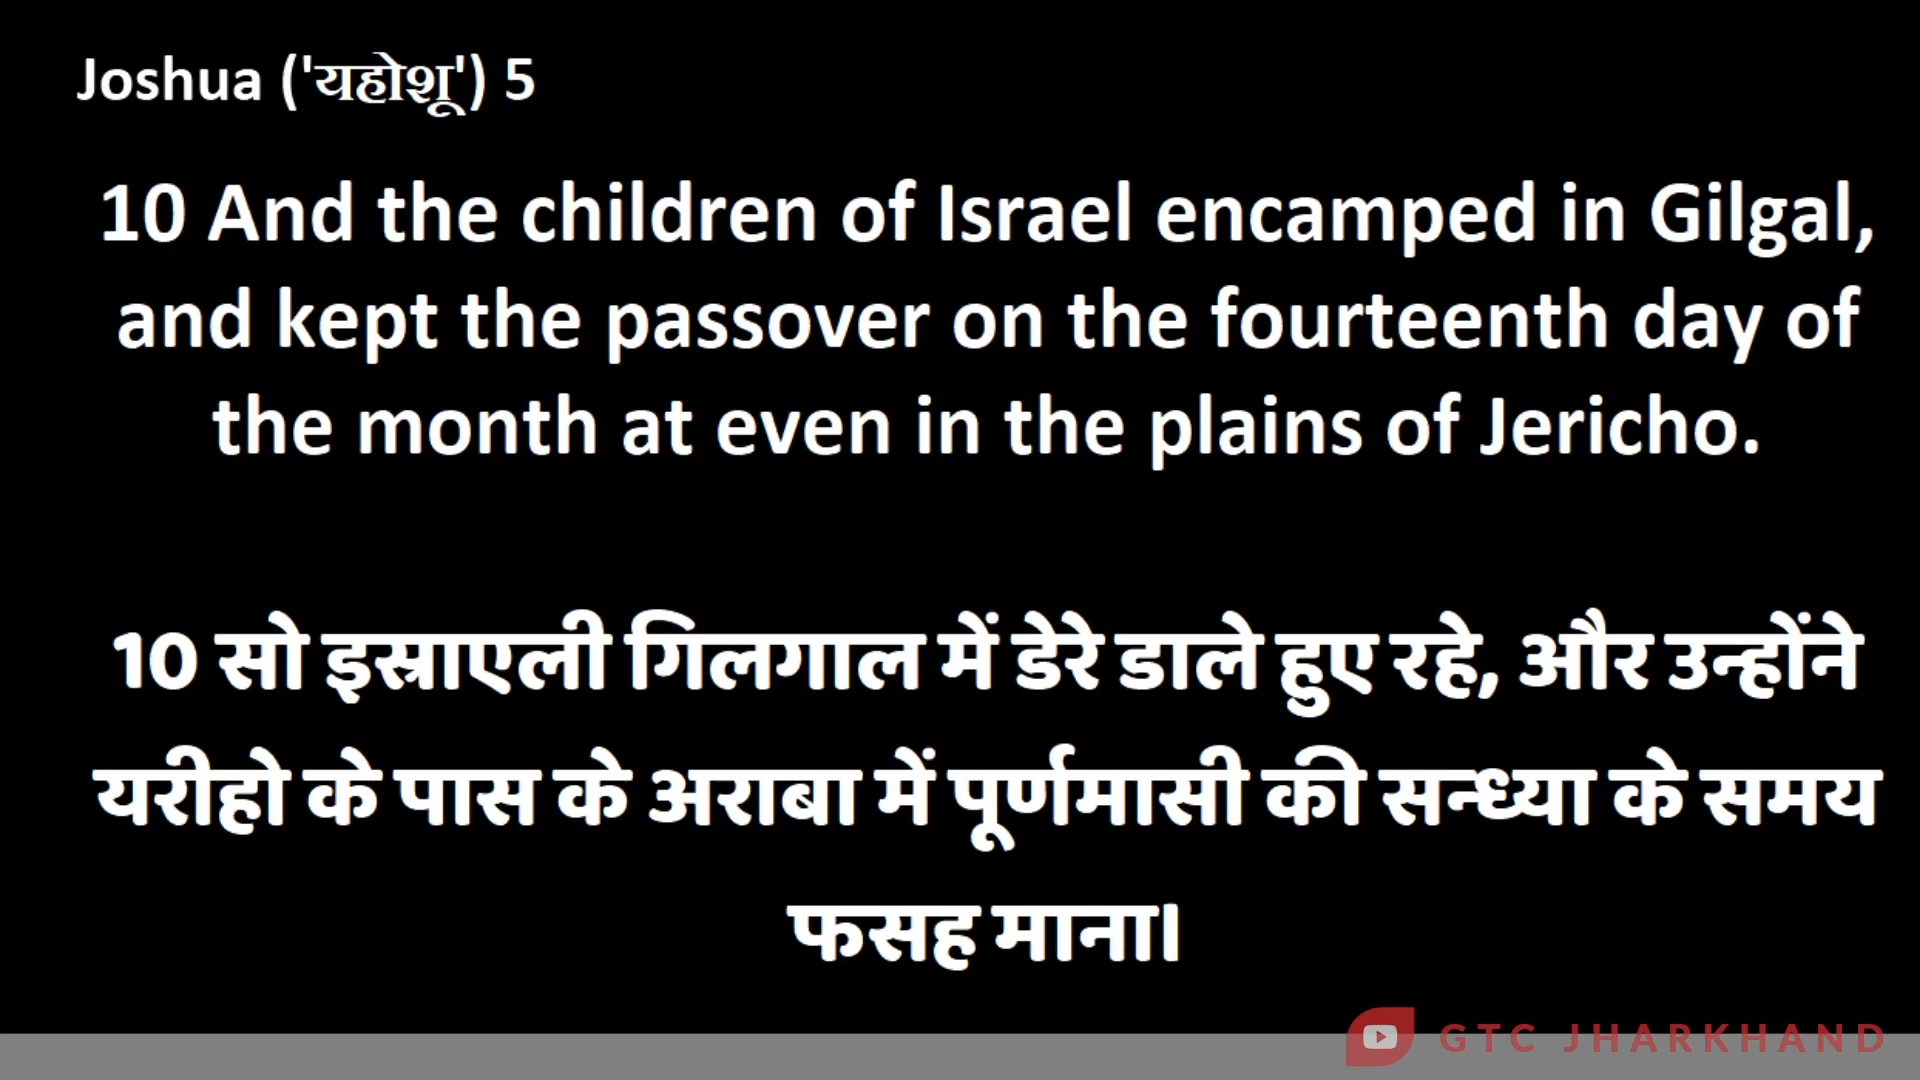 Joshua ('यहोशू') 5
10 And the children of Israel encamped in Gilgal,
and kept the passover on the fourteenth day of
the month at even in the plains of Jericho.
10 सो इस्राएली गिलगाल में डेरे डाले हुए रहे, और उन्होंने
यरीहो के पास के अराबा में पूर्णमासी की सन्ध्या के समय
फसह माना।
GTC JHARKHAND